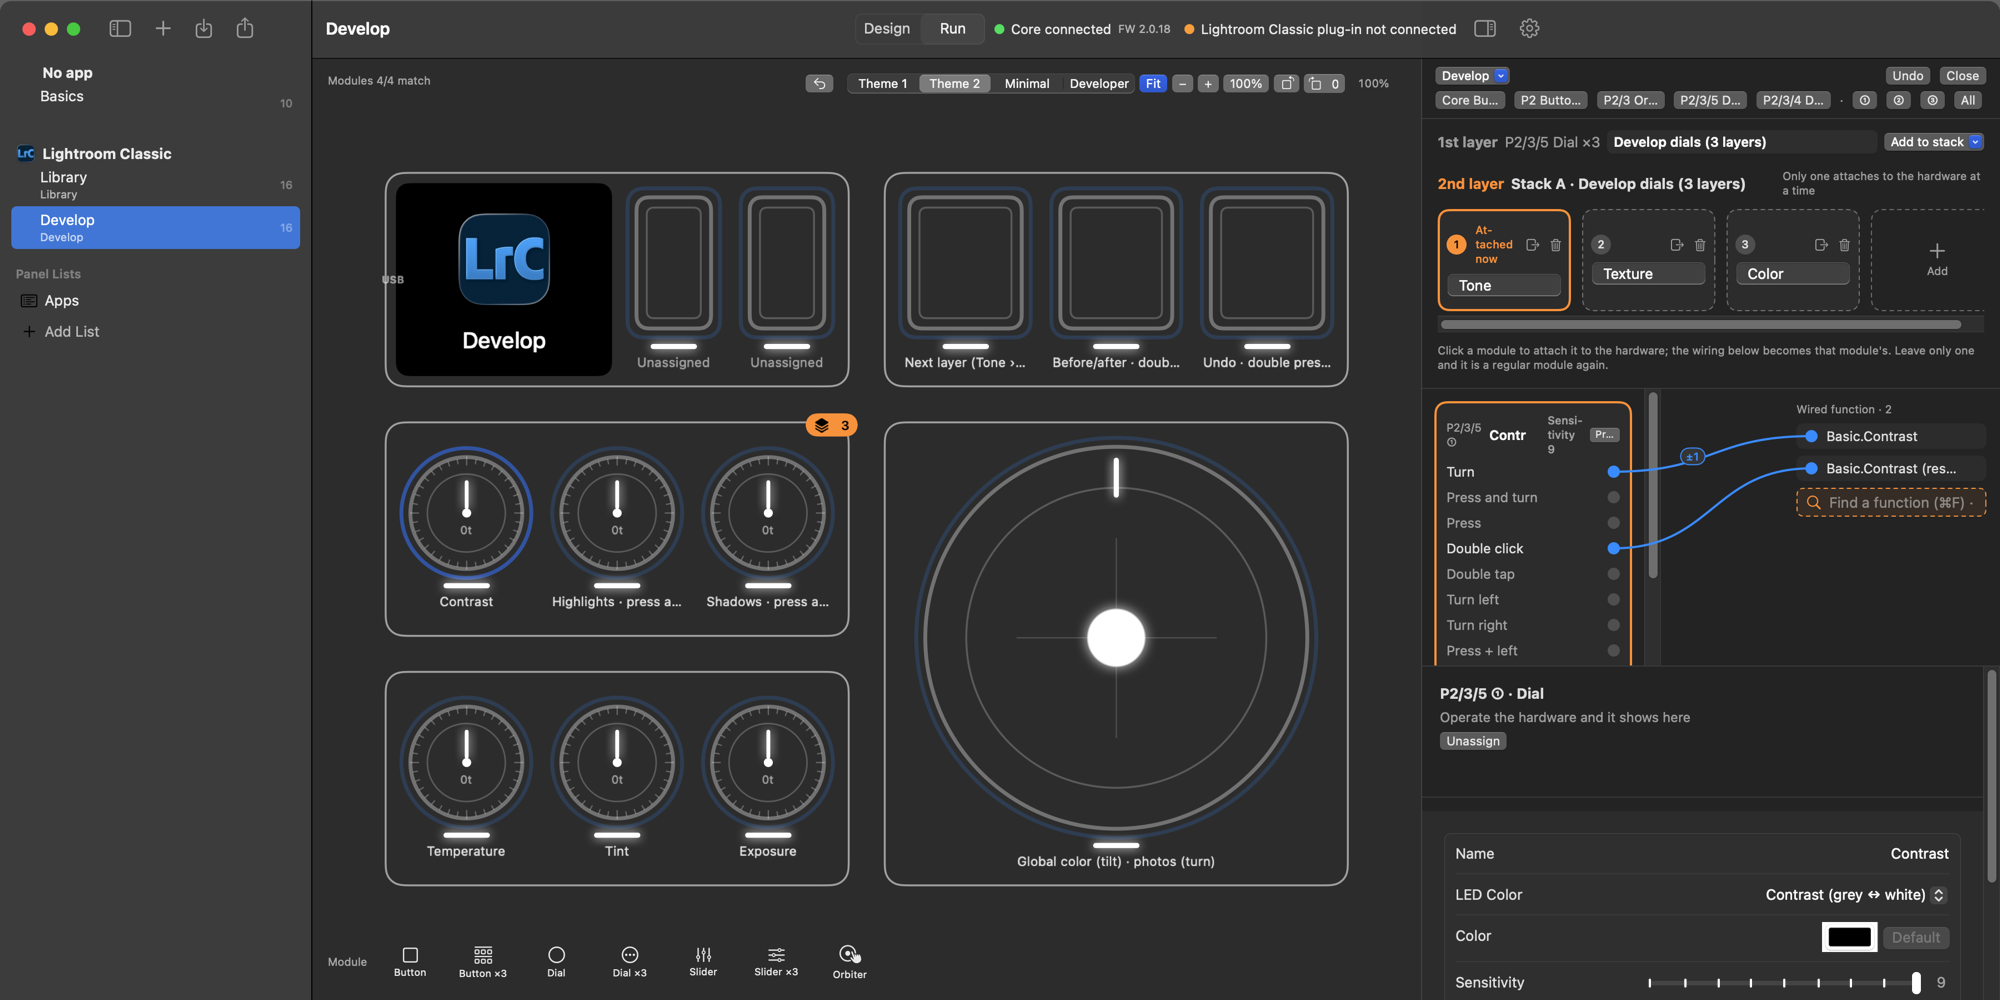 Develop
Design
Run
Core connected FW 2.0.18
Lightroom Classic plug-in not connected
No app
Basics
10
LrC Lightroom Classic
Library
Library
16
Develop
Develop
16
Panel Lists
Apps
Add List
Modules 4/4 match
Theme 1
Theme 2
Minimal
Developer
Fit
−
+
100%
0
100%
USB
LrC
Develop
Unassigned
Unassigned
Next layer (Tone ›...
Before/after · doub...
Undo · double pres...
3
0t
0t
0t
Contrast
Highlights · press a...
Shadows · press a...
0t
0t
0t
Temperature
Tint
Exposure
Global color (tilt) · photos (turn)
Module
Button
Button ×3
Dial
Dial ×3
Slider
Slider ×3
Orbiter
Develop
Undo
Close
Core Bu...
P2 Butto...
P2/3 Or...
P2/3/5 D...
P2/3/4 D...
·
①
②
③
All
1st layer P2/3/5 Dial ×3 Develop dials (3 layers)
Add to stack
2nd layer Stack A · Develop dials (3 layers)
Only one attaches to the hardware at
a time
1
At-
tached
now
Tone
2
Texture
3
Color
Add
Click a module to attach it to the hardware; the wiring below becomes that module's. Leave only one
and it is a regular module again.
P2/3/5
①
Contr
Sensi-
tivity
9
Pr...
Turn
Press and turn
Press
Double click
Double tap
Turn left
Turn right
Press + left
±1
Wired function · 2
Basic.Contrast
Basic.Contrast (res...
Find a function (⌘F) ·
P2/3/5 ① · Dial
Operate the hardware and it shows here
Unassign
Name
Contrast
LED Color
Contrast (grey ↔ white)
Color
Default
Sensitivity
9